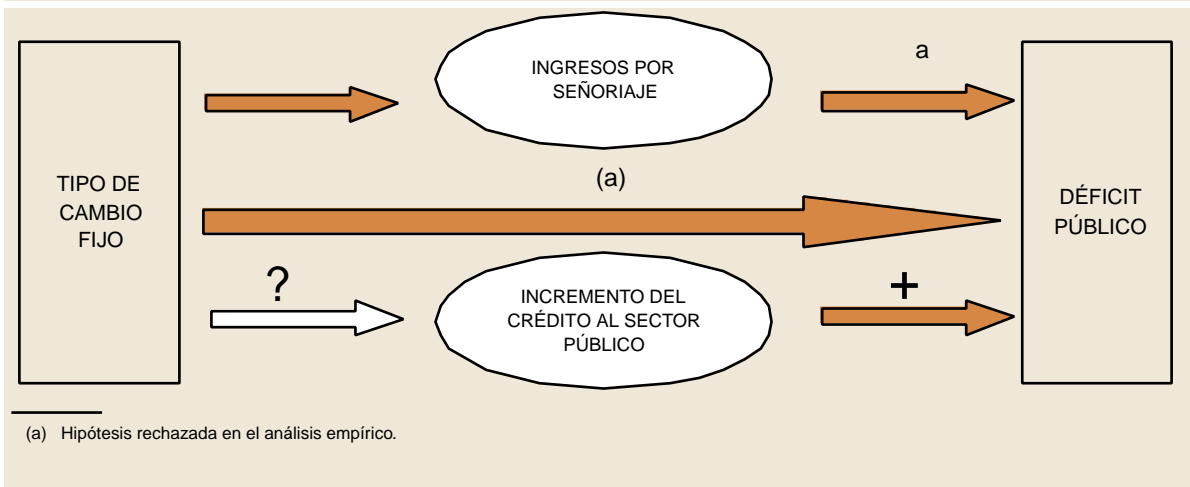 INGRESOS POR
SEÑORIAJE
a
(a)
TIPO DE
CAMBIO
FIJO
DÉFICIT
PÚBLICO
?
INCREMENTO DEL
CRÉDITO AL SECTOR
PÚBLICO
+
(a) Hipótesis rechazada en el análisis empírico.